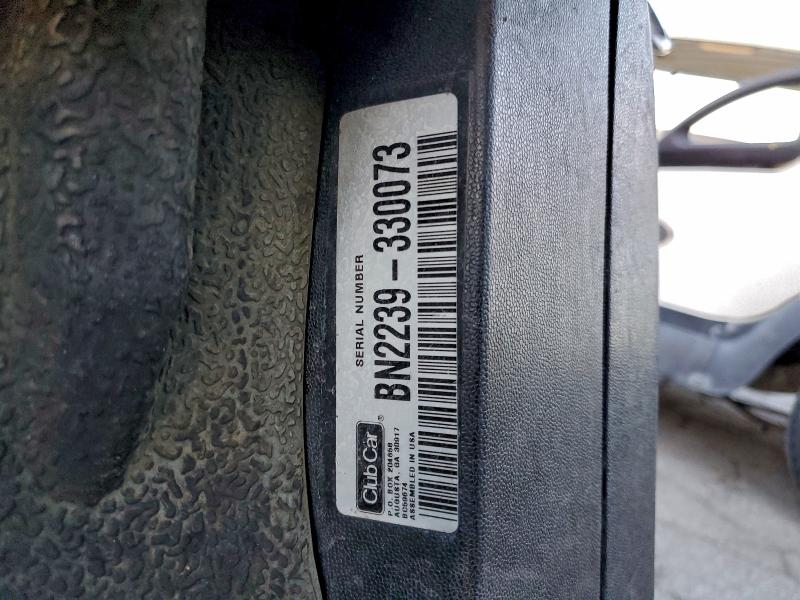 SERIAL NUMBER
BN2239-330073
Club Car®
P.O. BOX 204658
AUGUSTA, GA 30917
ASSEMBLED IN USA